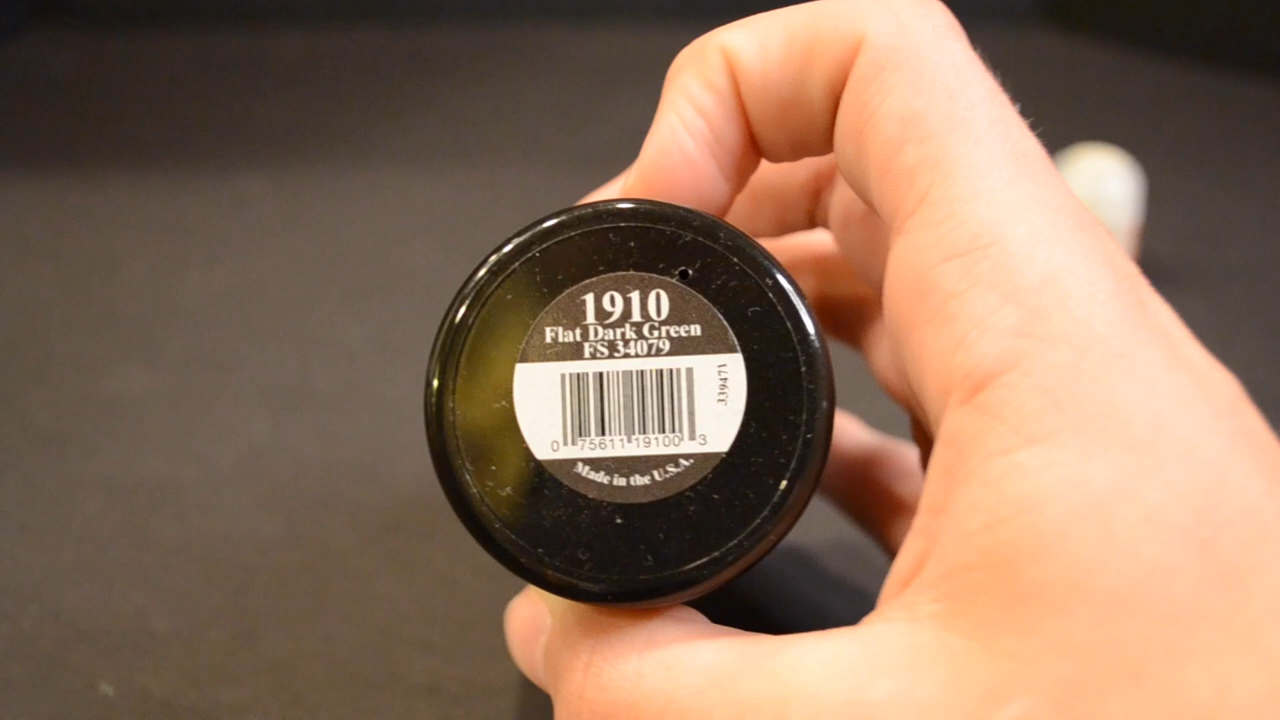 1910
Flat Dark Green
FS 34079
339471
0 75611 19100 3
Made in the U.S.A.